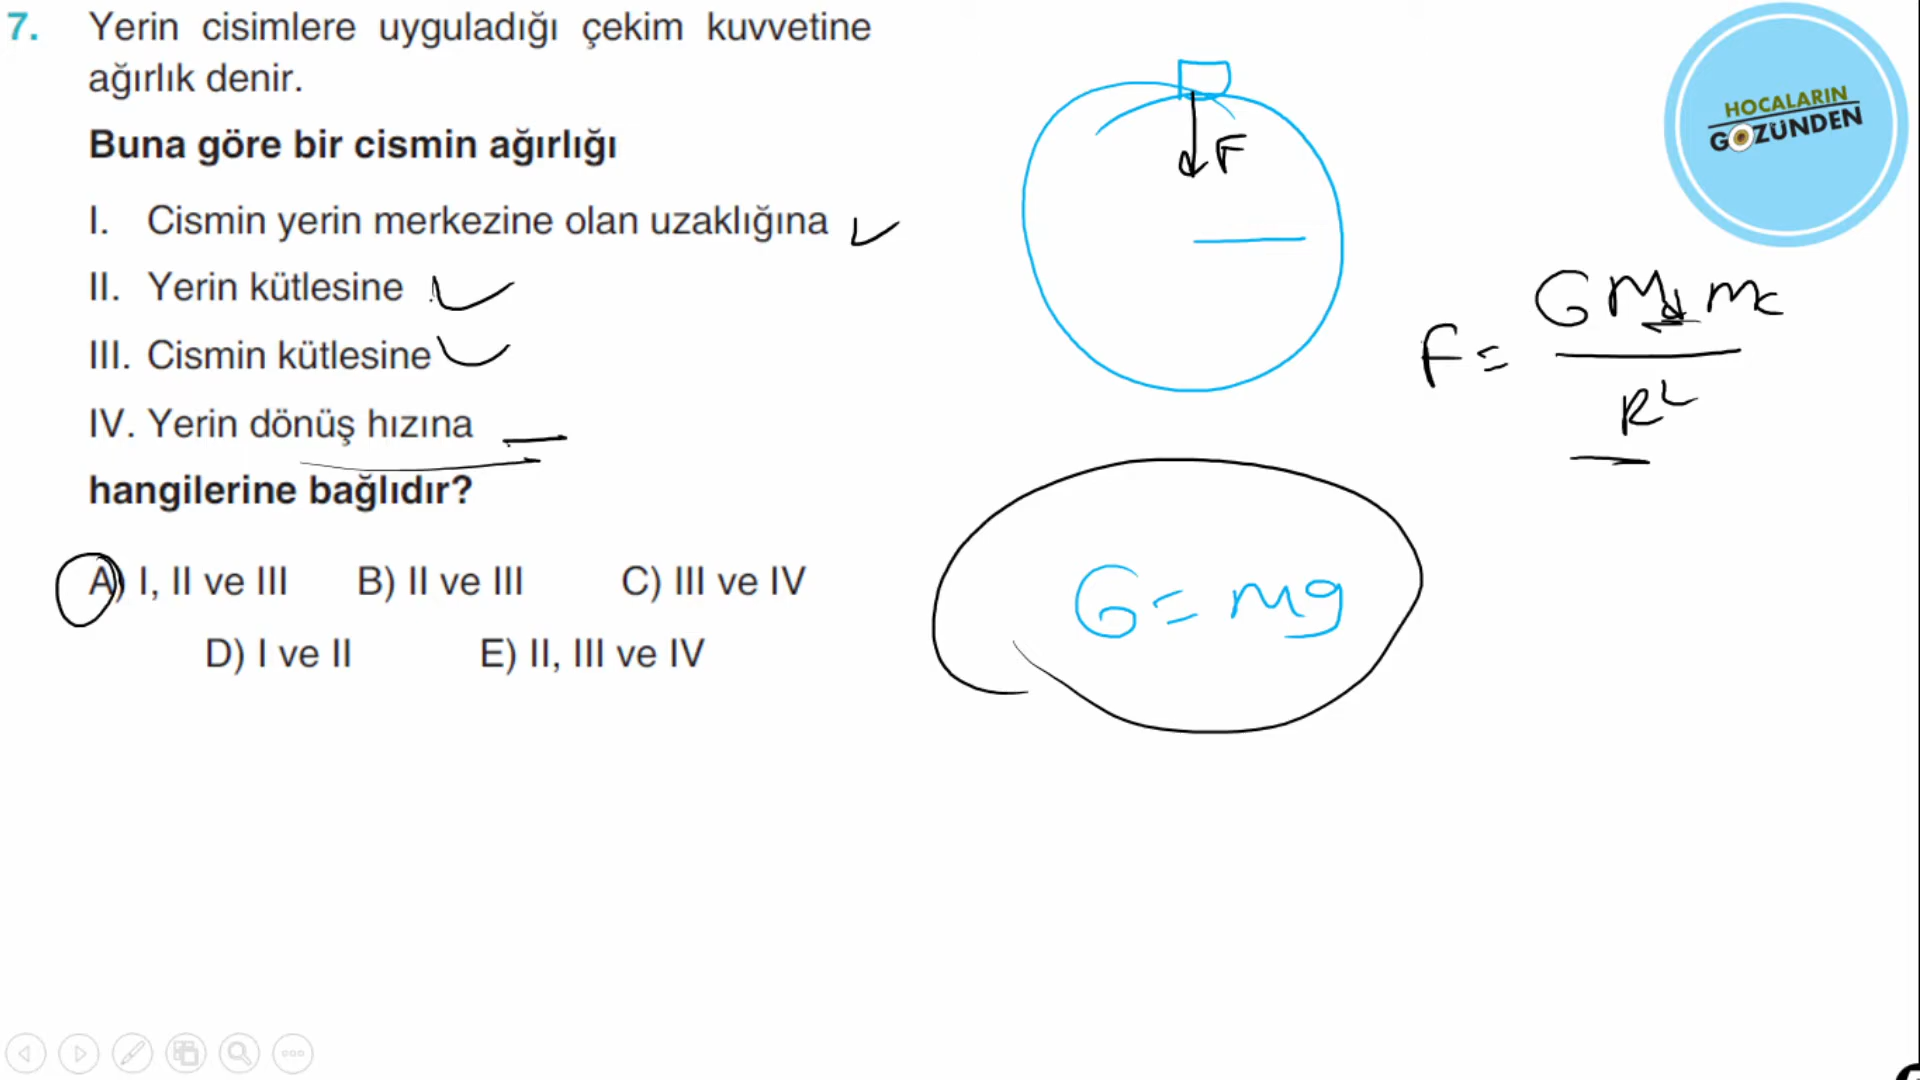 7. Yerin cisimlere uyguladığı çekim kuvvetine
ağırlık denir.
Buna göre bir cismin ağırlığı
I. Cismin yerin merkezine olan uzaklığına
II. Yerin kütlesine
III. Cismin kütlesine
IV. Yerin dönüş hızına
hangilerine bağlıdır?
A) I, II ve III B) II ve III C) III ve IV
D) I ve II E) II, III ve IV
F
G = mg
F =
R²
HOCALARIN
GÖZÜNDEN